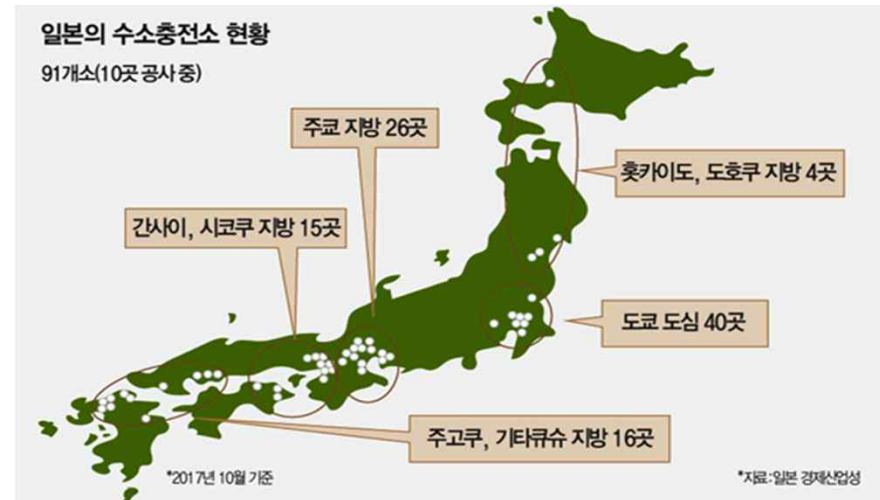 일본의 수소충전소 현황
91개소(10곳 공사 중)
주쿄 지방 26곳
홋카이도, 도호쿠 지방 4곳
간사이, 시코쿠 지방 15곳
도쿄 도심 40곳
주고쿠, 기타큐슈 지방 16곳
*2017년 10월 기준
*자료:일본 경제산업성